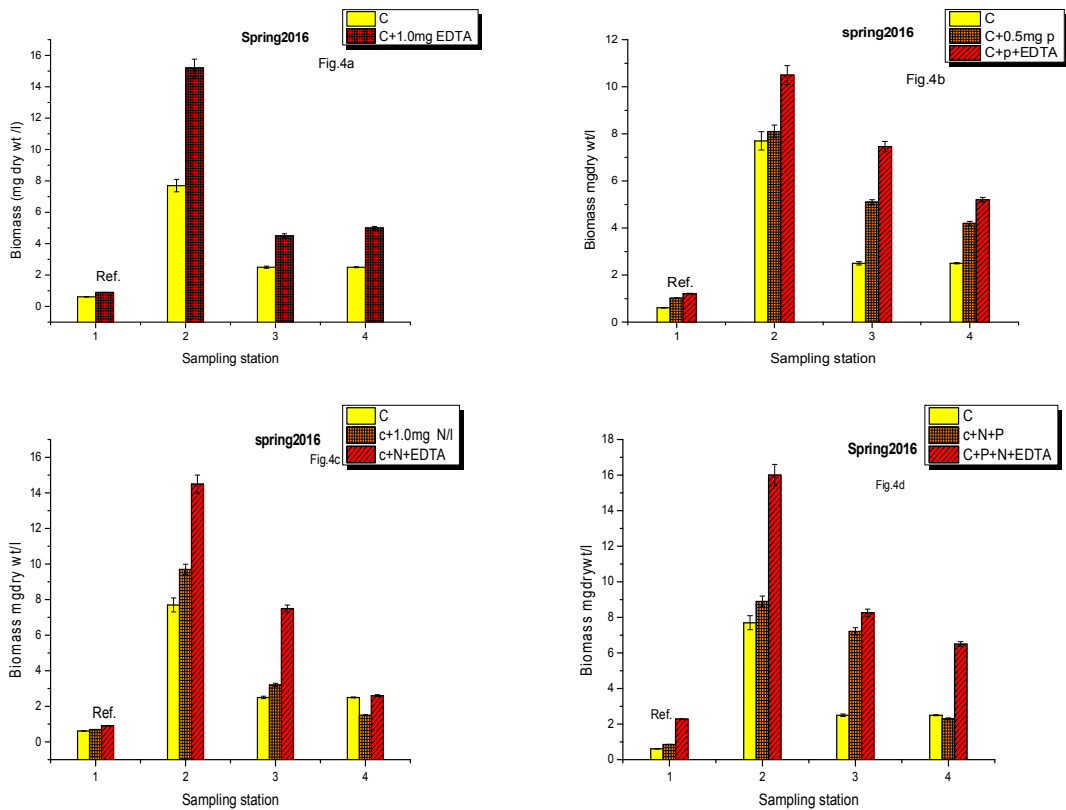 C
C+1.0mg EDTA
Spring2016
Fig.4a
Biomass (mg dry wt /l)
16
14
12
10
8
6
4
2
0
Ref.
1 2 3 4
Sampling station
C
C+0.5mg p
C+p+EDTA
spring2016
Fig.4b
Biomass mgdry wt/l
12
10
8
6
4
2
0
Ref.
1 2 3 4
Sampling station
C
c+1.0mg N/l
c+N+EDTA
spring2016
Fig.4c
Biomass mgdry wt/l
16
14
12
10
8
6
4
2
0
Ref.
1 2 3 4
Sampling station
C
c+N+P
C+P+N+EDTA
Spring2016
Fig.4d
Biomass mgdrywt/l
18
16
14
12
10
8
6
4
2
0
Ref.
1 2 3 4
Sampling station